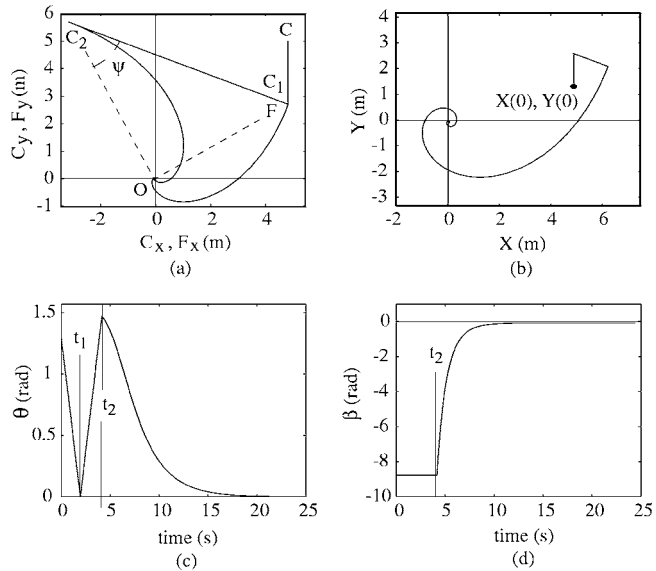 6
5
4
3
2
1
0
-1
C
C2
ψ
C1
F
O
-2
0
2
4
6
Cy , Fy (m)
Cx , Fx (m)
(a)
4
3
2
1
0
-1
-2
-3
X(0), Y(0)
-2
0
2
4
6
Y (m)
X (m)
(b)
1.5
1
0.5
0
t1
t2
0
5
10
15
20
25
θ (rad)
time (s)
(c)
0
-2
-4
-6
-8
-10
t2
0
5
10
15
20
25
β (rad)
time (s)
(d)